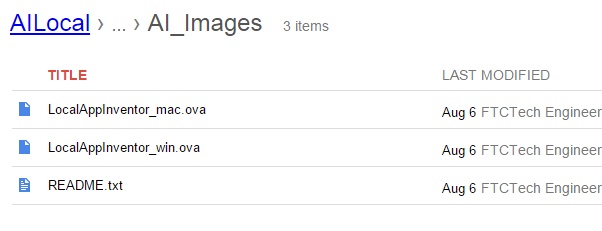 AILocal › ... › AI_Images 3 items
TITLE LAST MODIFIED
LocalAppInventor_mac.ova Aug 6 FTCTech Engineer
LocalAppInventor_win.ova Aug 6 FTCTech Engineer
README.txt Aug 6 FTCTech Engineer